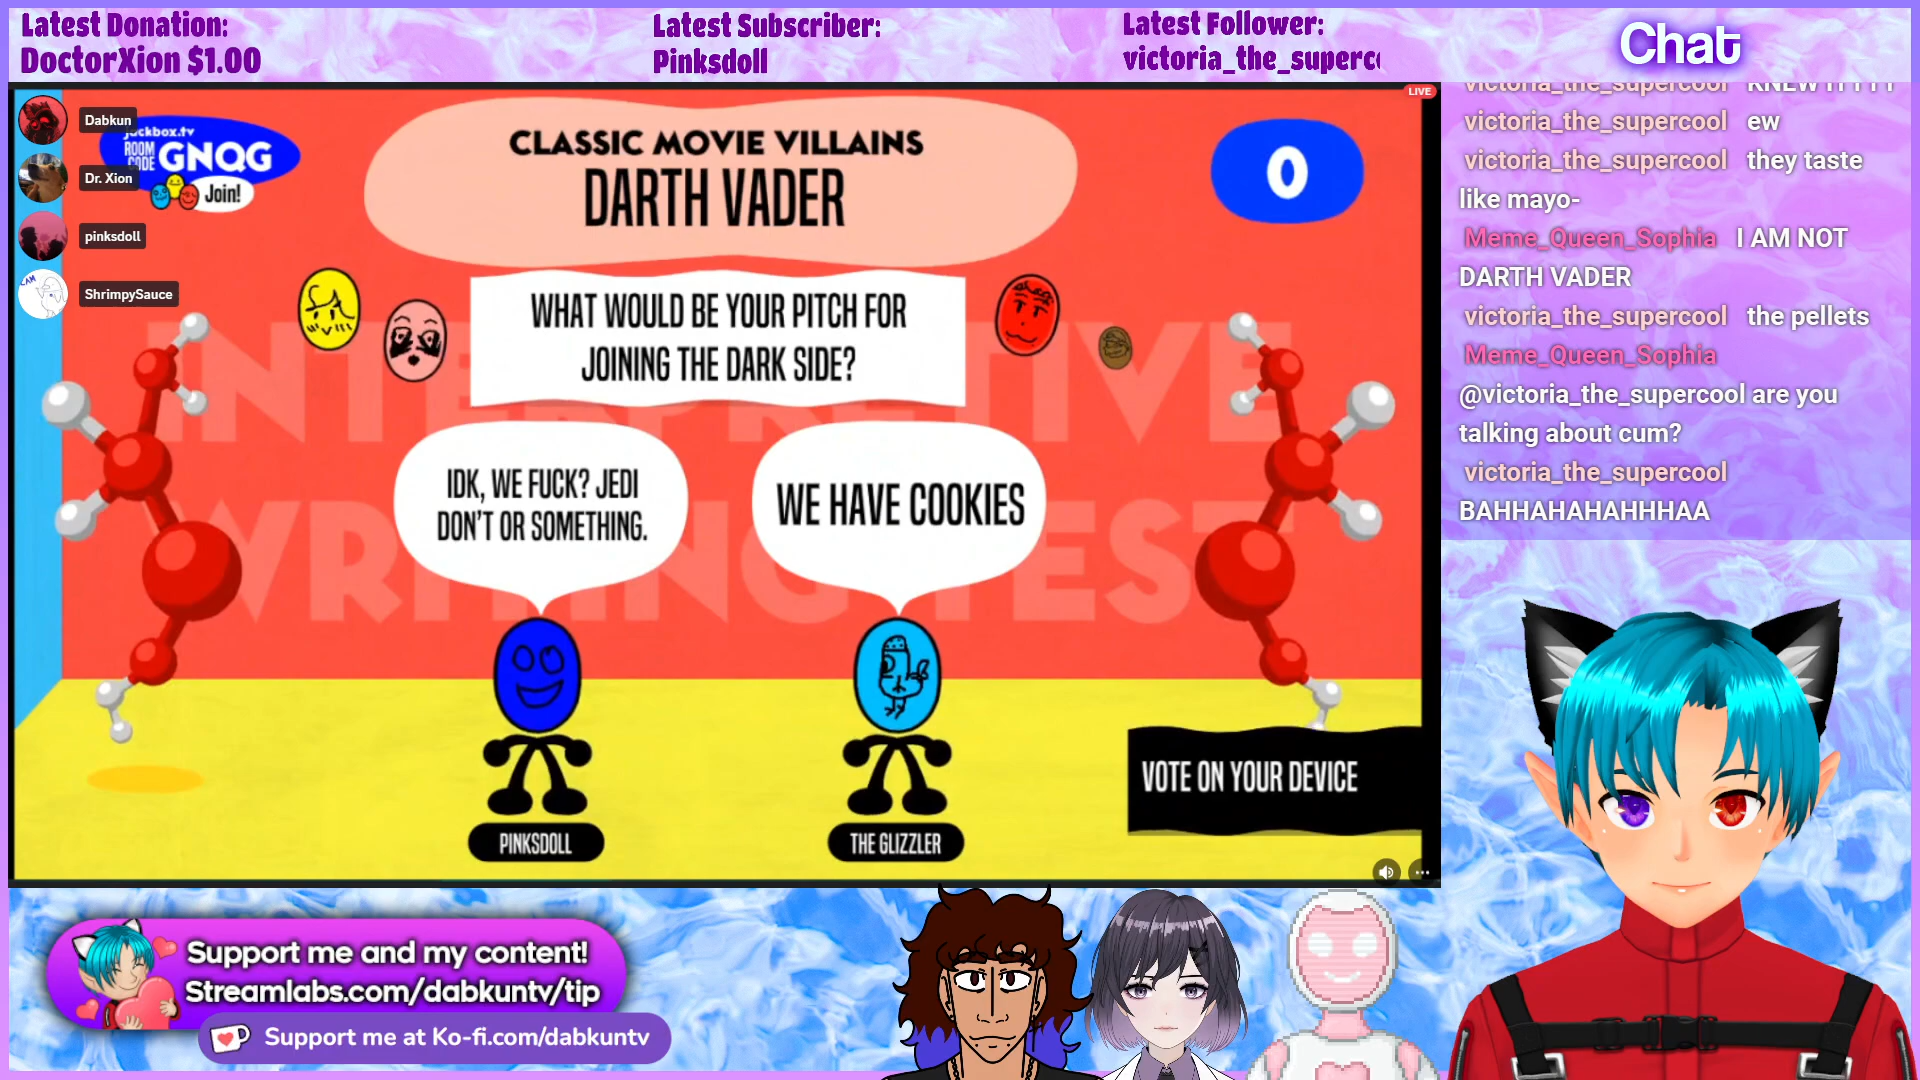 Latest Donation:
DoctorXion $1.00
Latest Subscriber:
Pinksdoll
Latest Follower:
victoria_the_superc
Chat
LIVE
Dabkun
Dr. Xion
pinksdoll
ShrimpySauce
jackbox.tv
ROOM
CODE
GNQG
Join!
CLASSIC MOVIE VILLAINS
DARTH VADER
0
WHAT WOULD BE YOUR PITCH FOR
JOINING THE DARK SIDE?
INTERPRETIVE
WRITING TEST
IDK, WE FUCK? JEDI
DON'T OR SOMETHING.
WE HAVE COOKIES
PINKSDOLL
THE GLIZZLER
VOTE ON YOUR DEVICE
victoria_the_supercool
victoria_the_supercool ew
victoria_the_supercool they taste
like mayo-
Meme_Queen_Sophia I AM NOT
DARTH VADER
victoria_the_supercool the pellets
Meme_Queen_Sophia
@victoria_the_supercool are you
talking about cum?
victoria_the_supercool
BAHHAHAHAHHHAA
Support me and my content!
Streamlabs.com/dabkuntv/tip
Support me at Ko-fi.com/dabkuntv